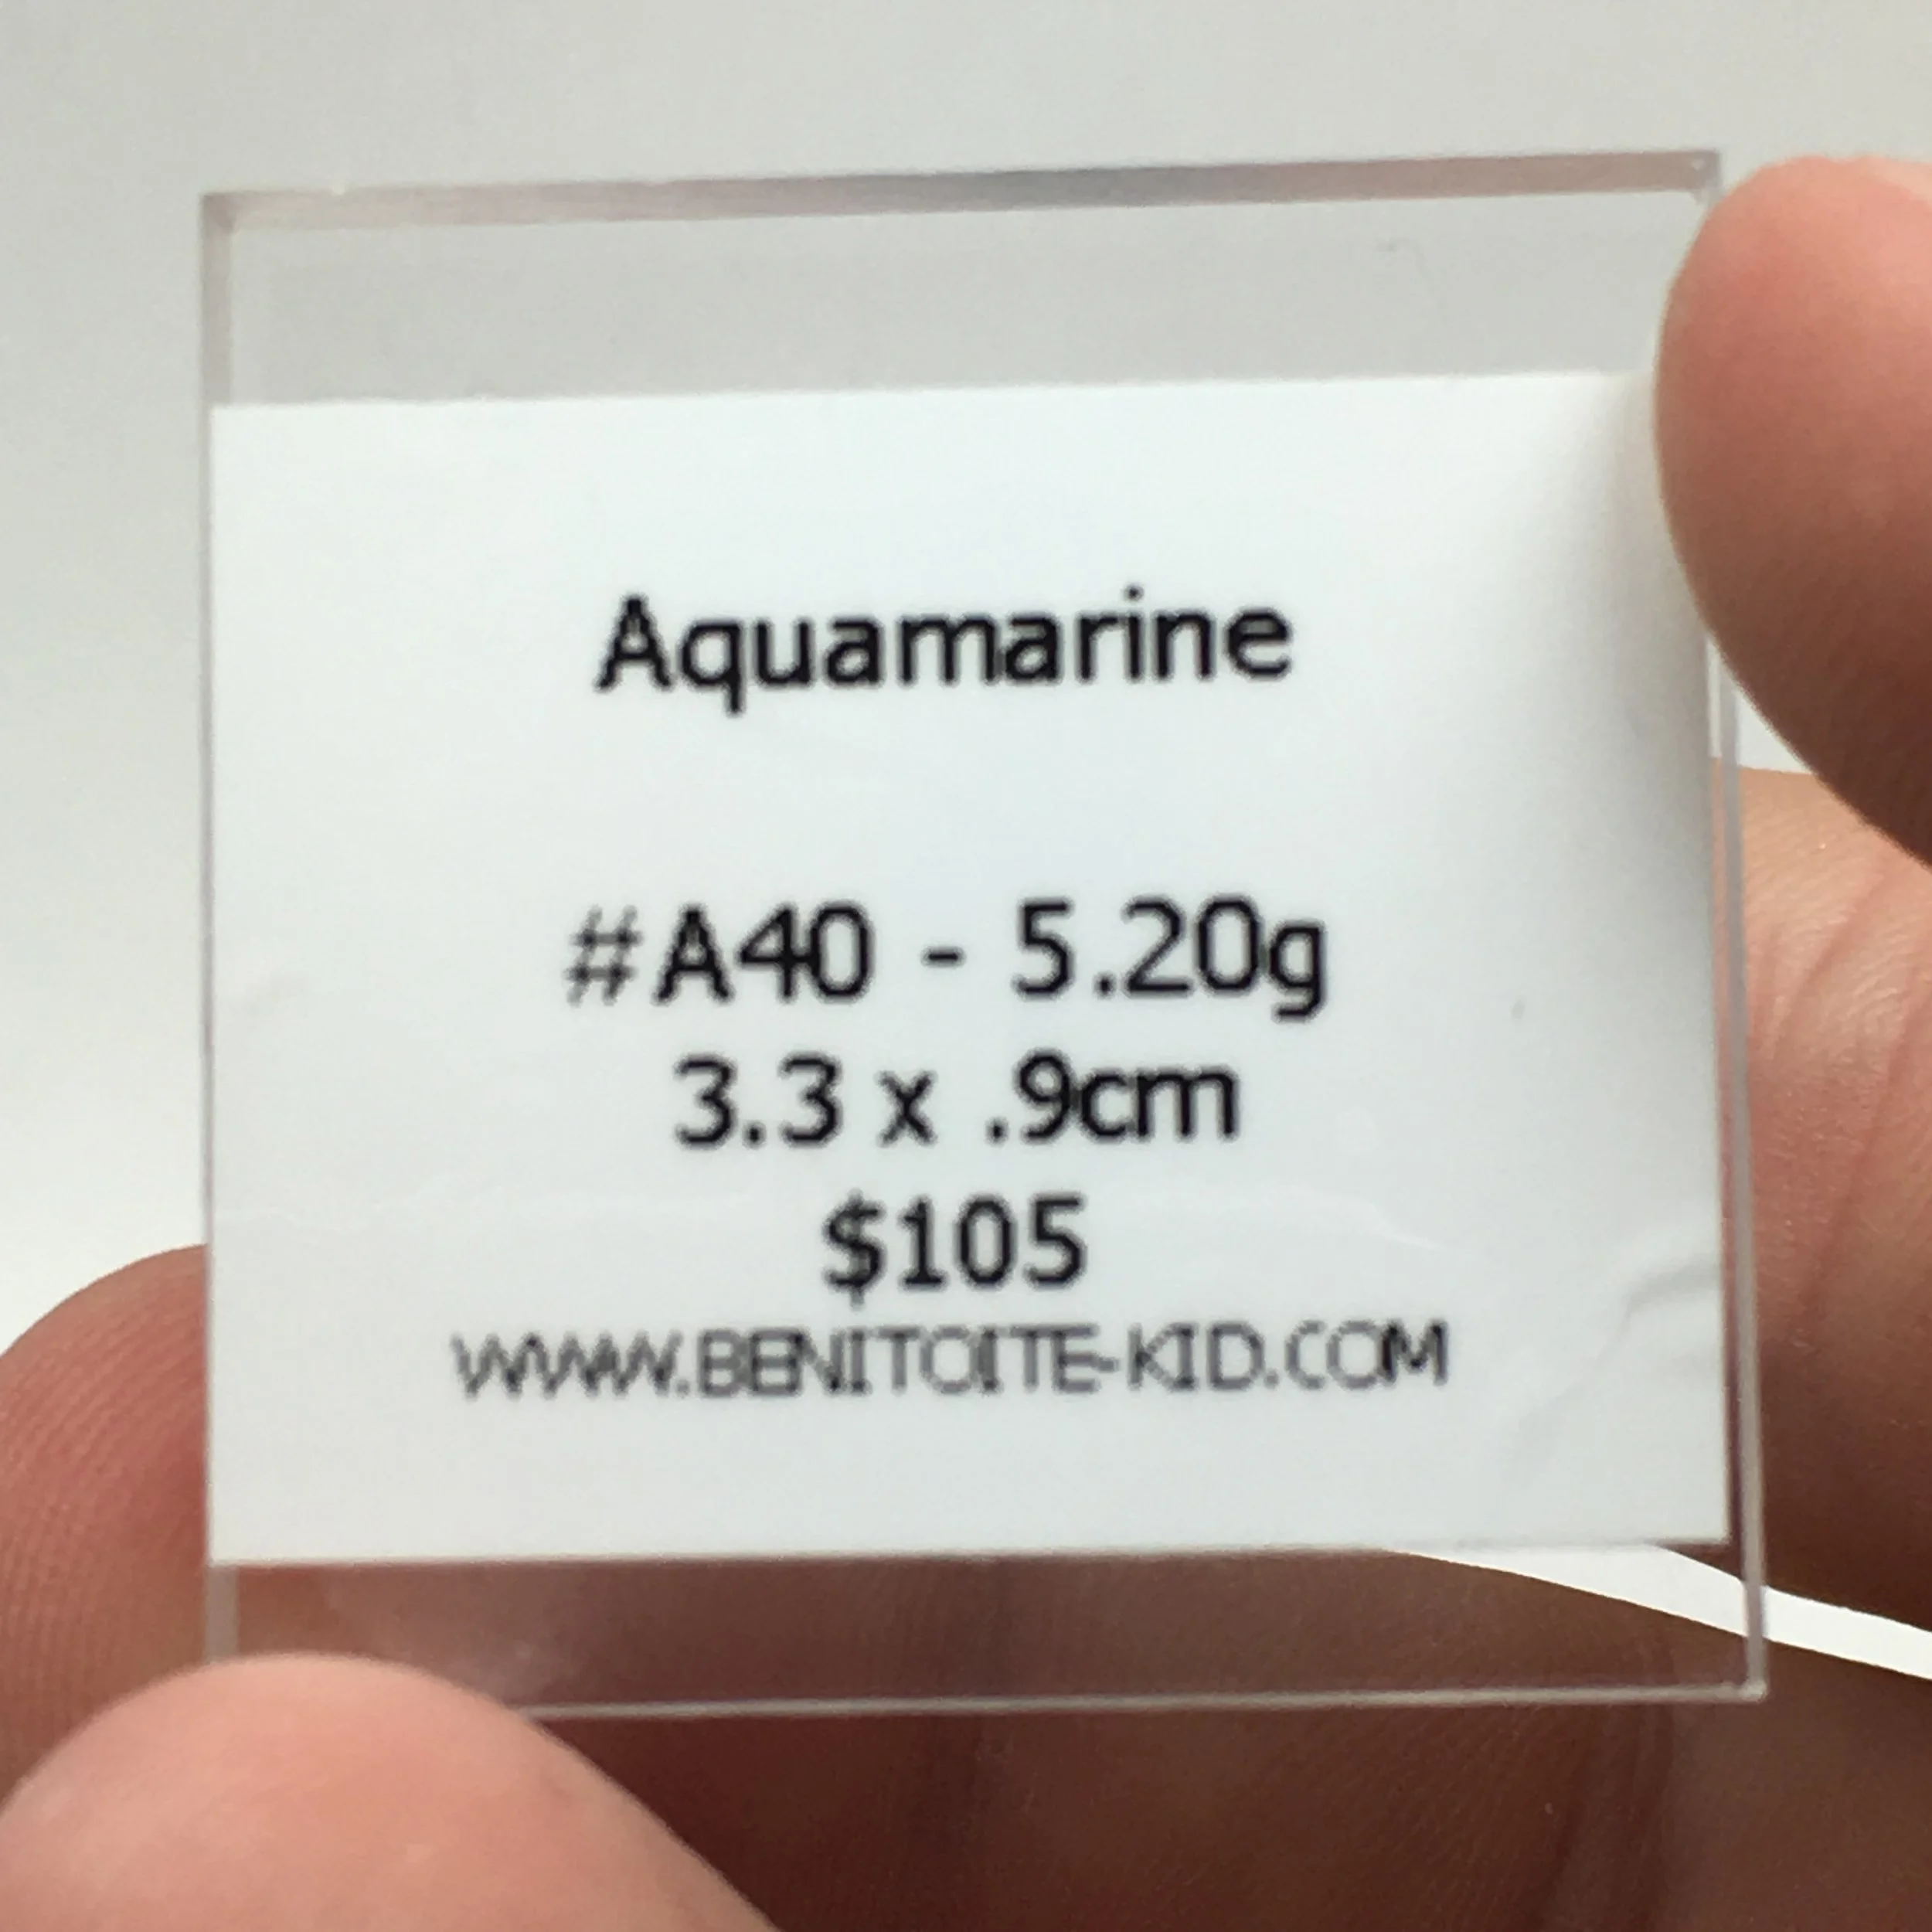 Aquamarine
#A40 - 5.20g
3.3 x .9cm
$105
WWW.BENITOITE-KID.COM